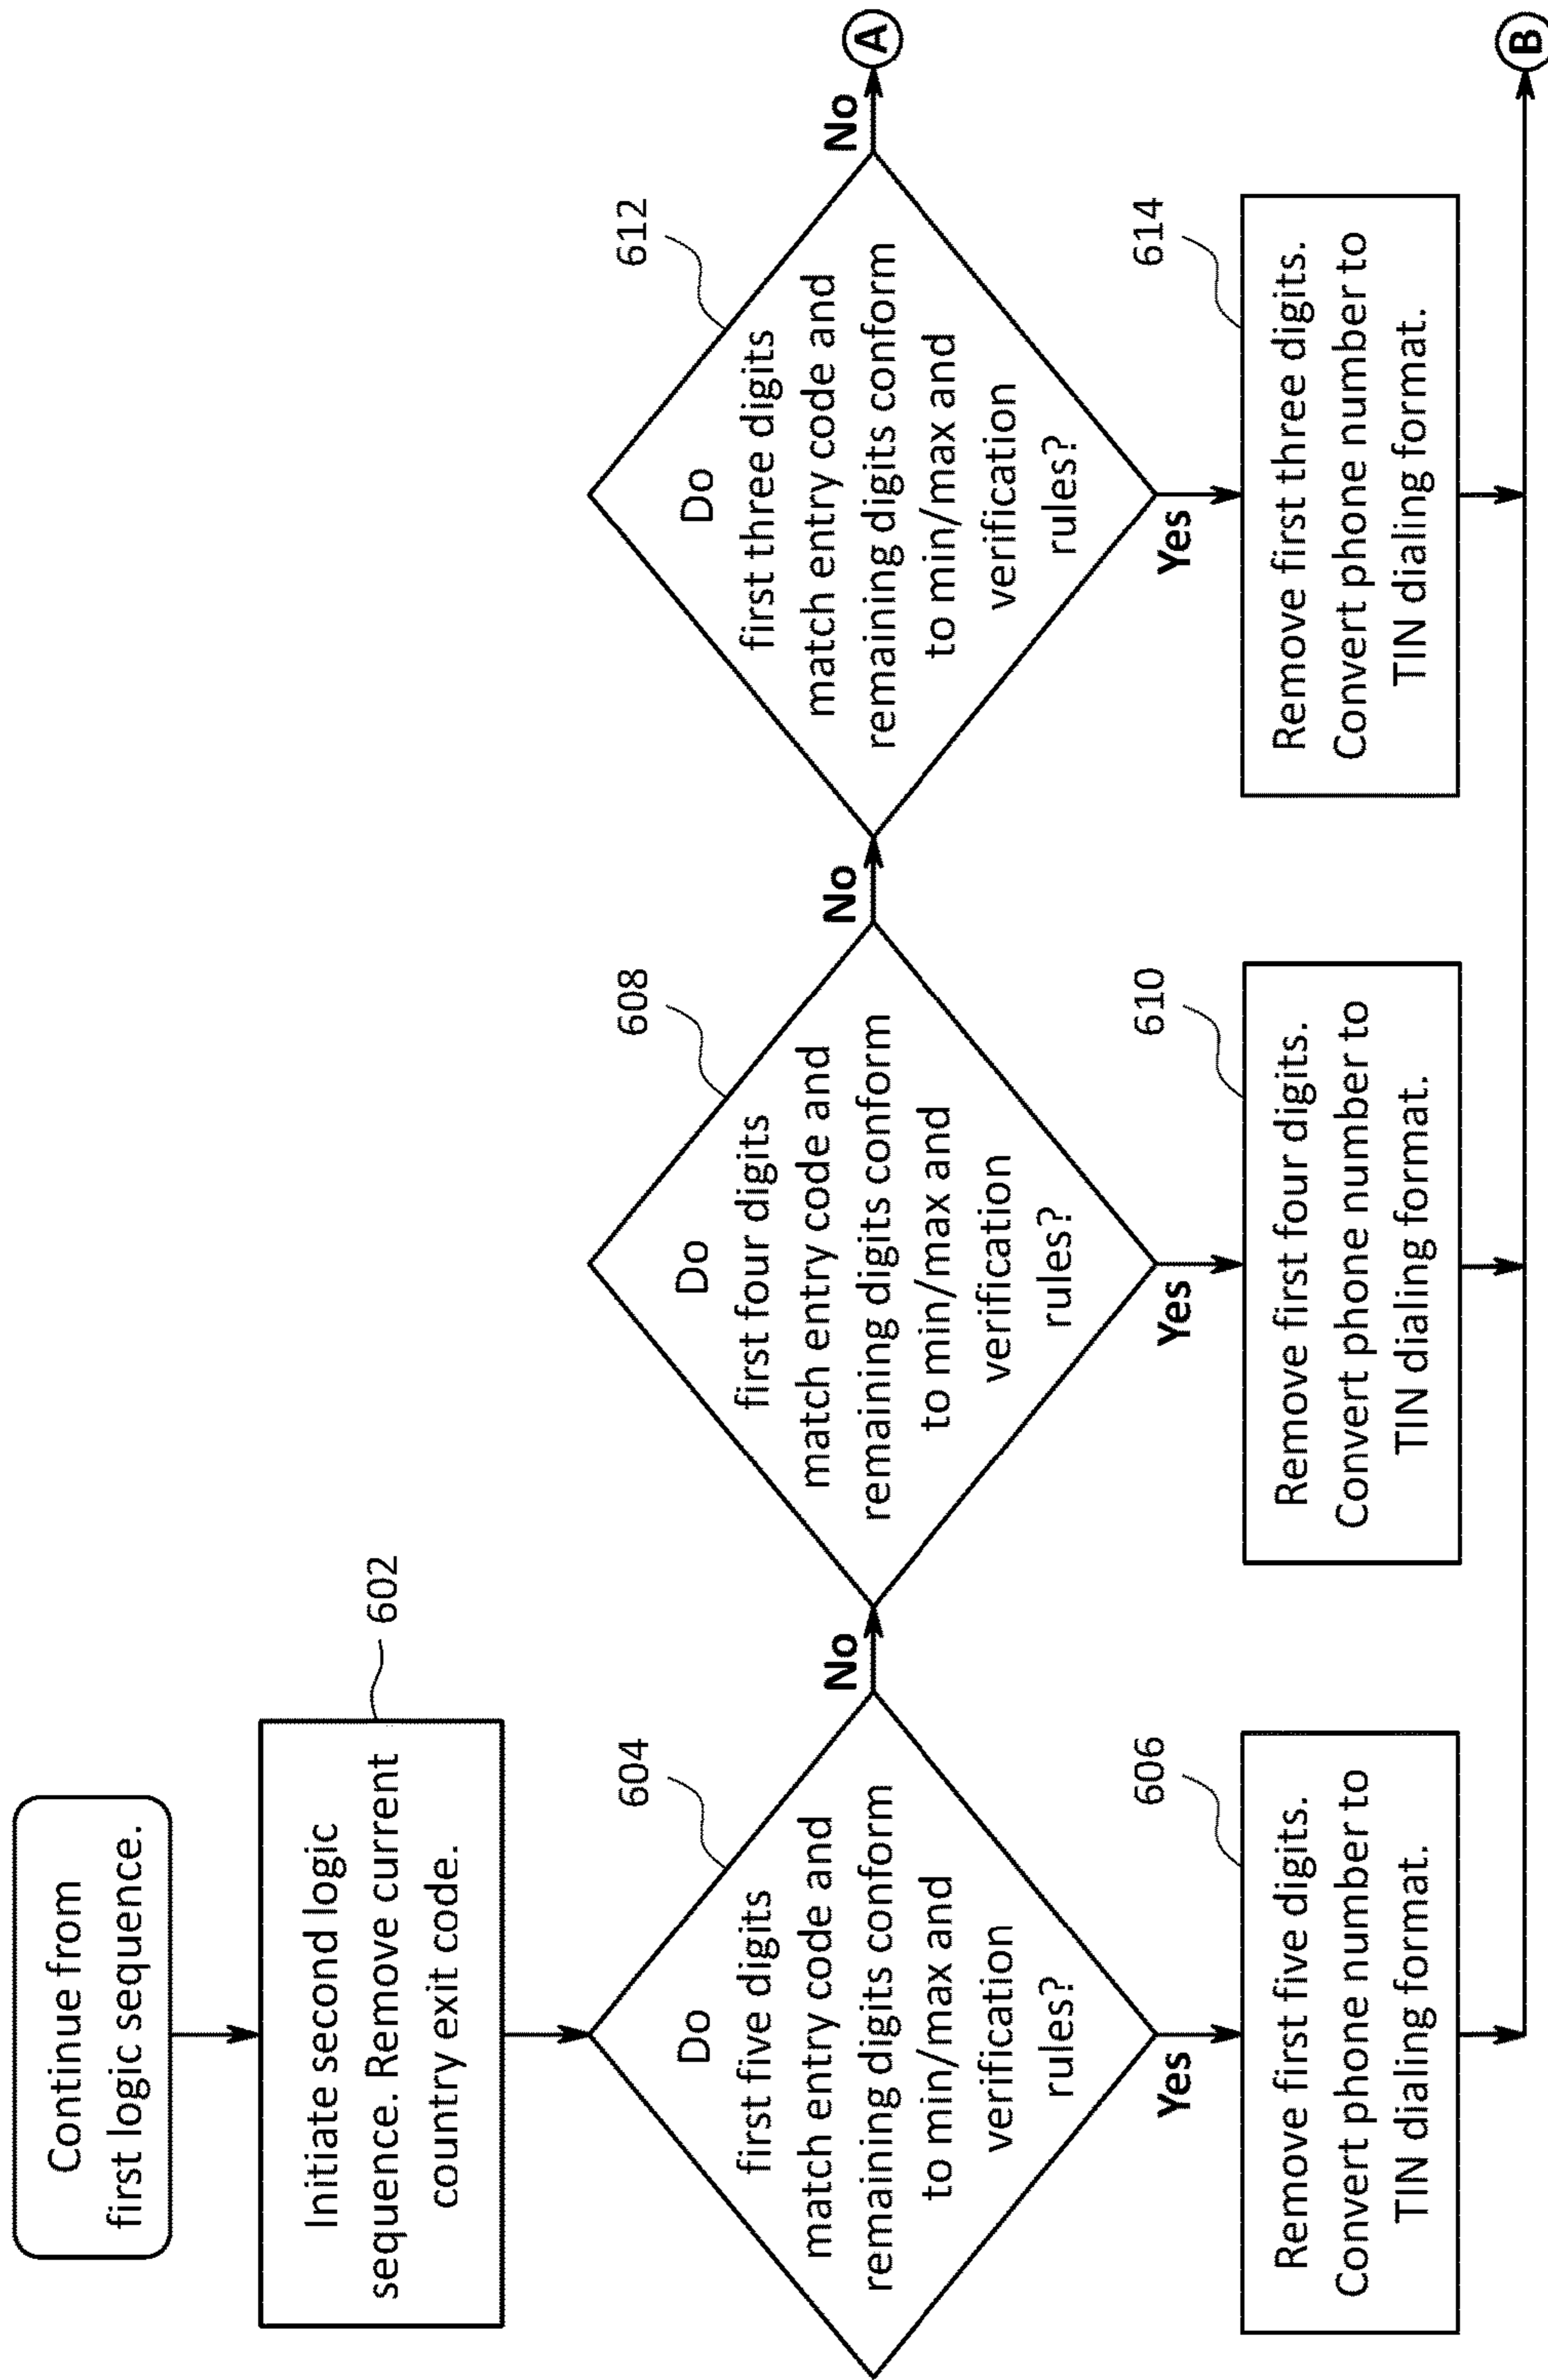 Continue from
first logic sequence.
602
Initiate second logic
sequence. Remove current
country exit code.
604
Do
first five digits
match entry code and
remaining digits conform
to min/max and
verification
rules?
No
Yes
606
Remove first five digits.
Convert phone number to
TIN dialing format.
608
Do
first four digits
match entry code and
remaining digits conform
to min/max and
verification
rules?
No
Yes
610
Remove first four digits.
Convert phone number to
TIN dialing format.
612
Do
first three digits
match entry code and
remaining digits conform
to min/max and
verification
rules?
No
A
Yes
614
Remove first three digits.
Convert phone number to
TIN dialing format.
B